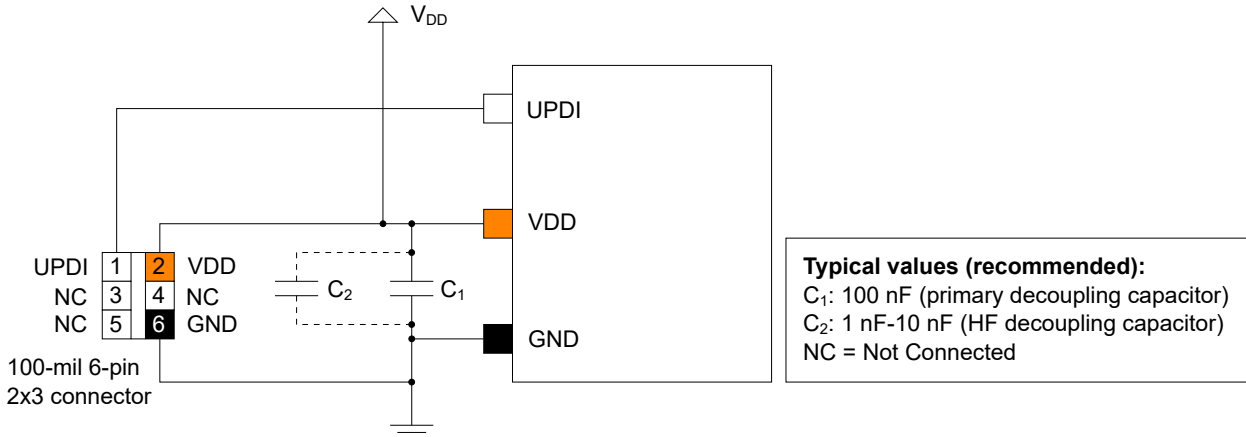 V_DD
UPDI
VDD
GND
UPDI 1 2 VDD
NC 3 4 NC
NC 5 6 GND
C₂
C₁
100-mil 6-pin
2x3 connector
Typical values (recommended):
C₁: 100 nF (primary decoupling capacitor)
C₂: 1 nF-10 nF (HF decoupling capacitor)
NC = Not Connected